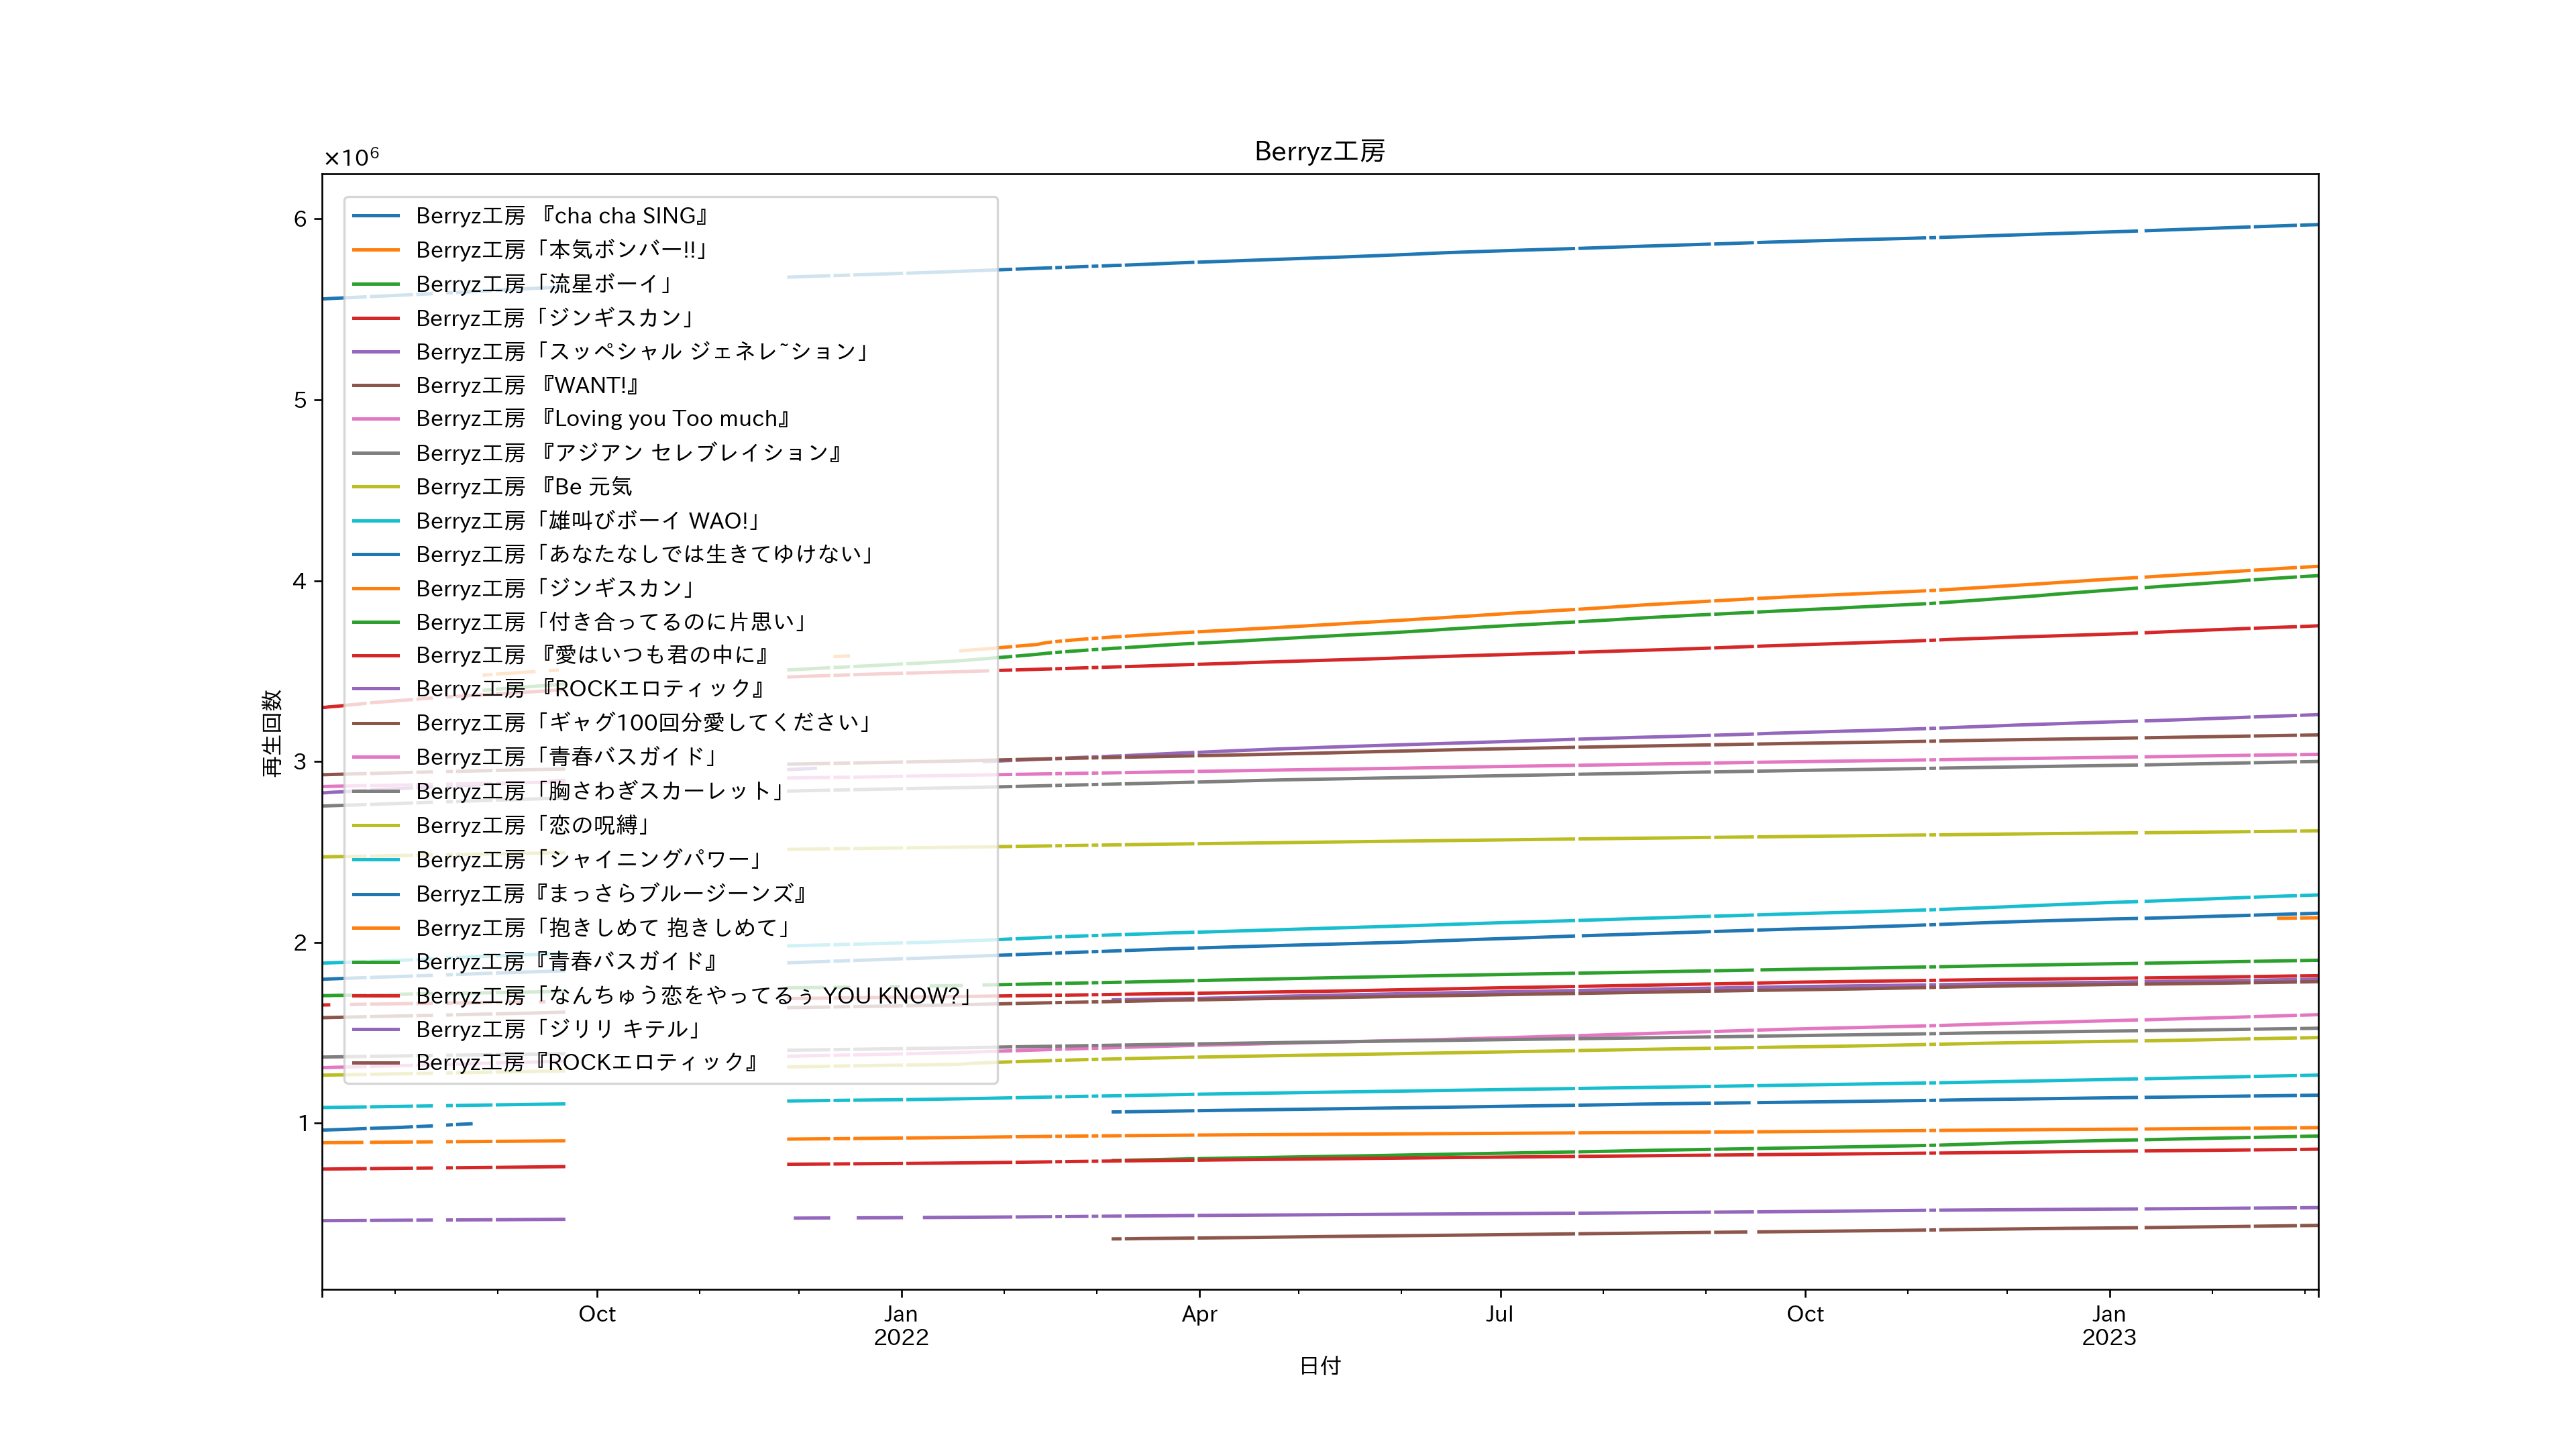 Berryz工房
×10⁶
6
5
4
3
2
1
再生回数
Berryz工房 『cha cha SING』
Berryz工房「本気ボンバー!!」
Berryz工房「流星ボーイ」
Berryz工房「ジンギスカン」
Berryz工房「スッペシャル ジェネレ~ション」
Berryz工房 『WANT!』
Berryz工房 『Loving you Too much』
Berryz工房 『アジアン セレブレイション』
Berryz工房 『Be 元気
Berryz工房「雄叫びボーイ WAO!」
Berryz工房「あなたなしでは生きてゆけない」
Berryz工房「ジンギスカン」
Berryz工房「付き合ってるのに片思い」
Berryz工房 『愛はいつも君の中に』
Berryz工房 『ROCKエロティック』
Berryz工房「ギャグ100回分愛してください」
Berryz工房「青春バスガイド」
Berryz工房「胸さわぎスカーレット」
Berryz工房「恋の呪縛」
Berryz工房「シャイニングパワー」
Berryz工房『まっさらブルージーンズ』
Berryz工房「抱きしめて 抱きしめて」
Berryz工房『青春バスガイド』
Berryz工房「なんちゅう恋をやってるぅ YOU KNOW?」
Berryz工房「ジリリ キテル」
Berryz工房『ROCKエロティック』
Oct Jan Apr Jul Oct Jan
2022 2023
日付